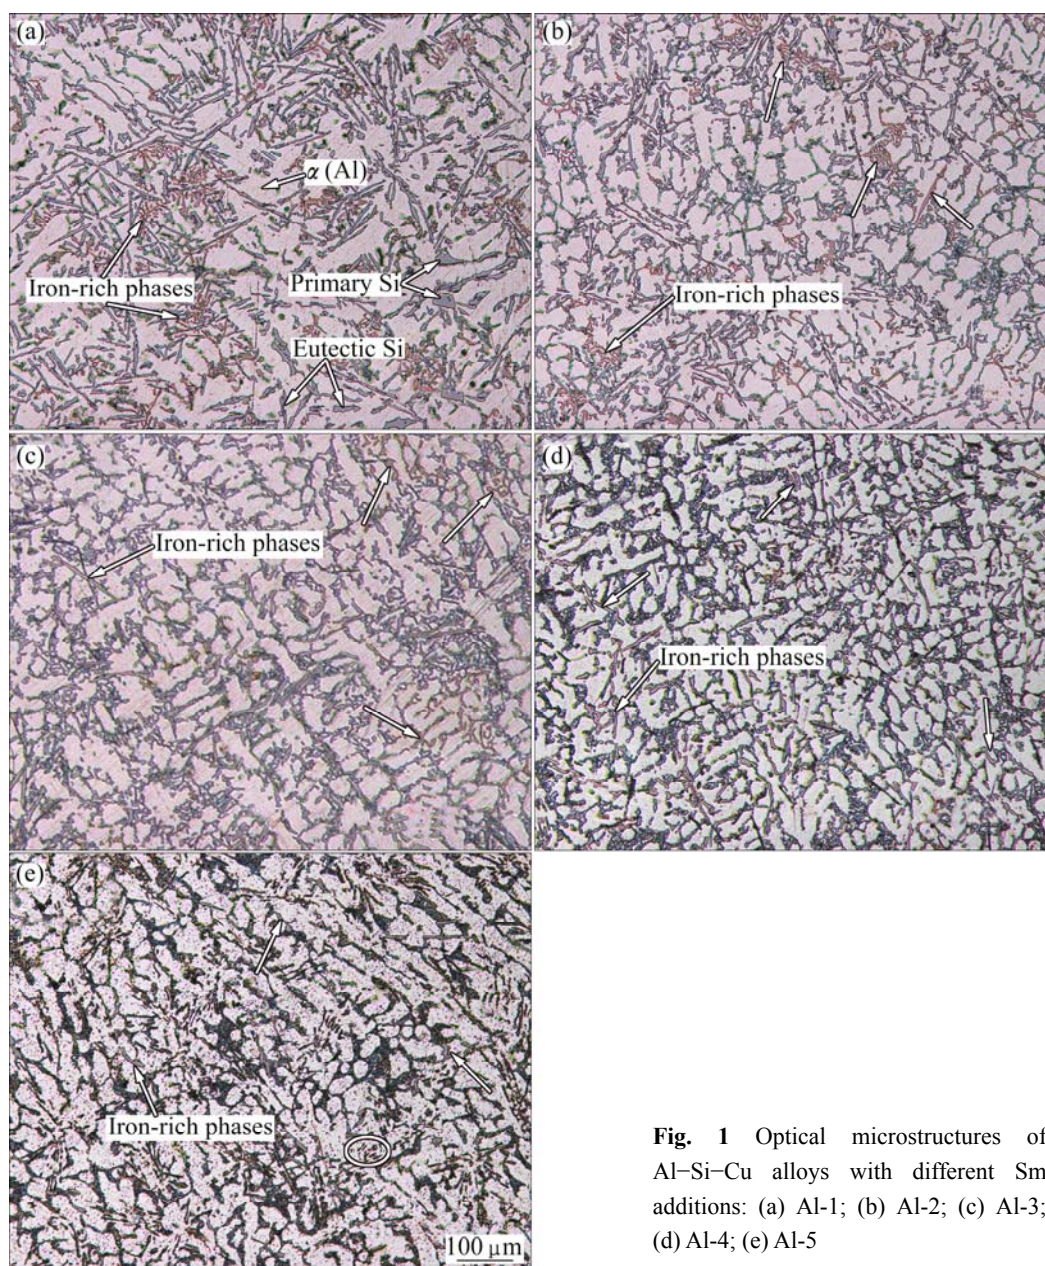 (a)
α (Al)
Iron-rich phases
Primary Si
Eutectic Si
(b)
Iron-rich phases
(c)
Iron-rich phases
(d)
Iron-rich phases
(e)
Iron-rich phases
100 μm
Fig. 1 Optical microstructures of
Al−Si−Cu alloys with different Sm
additions: (a) Al-1; (b) Al-2; (c) Al-3;
(d) Al-4; (e) Al-5